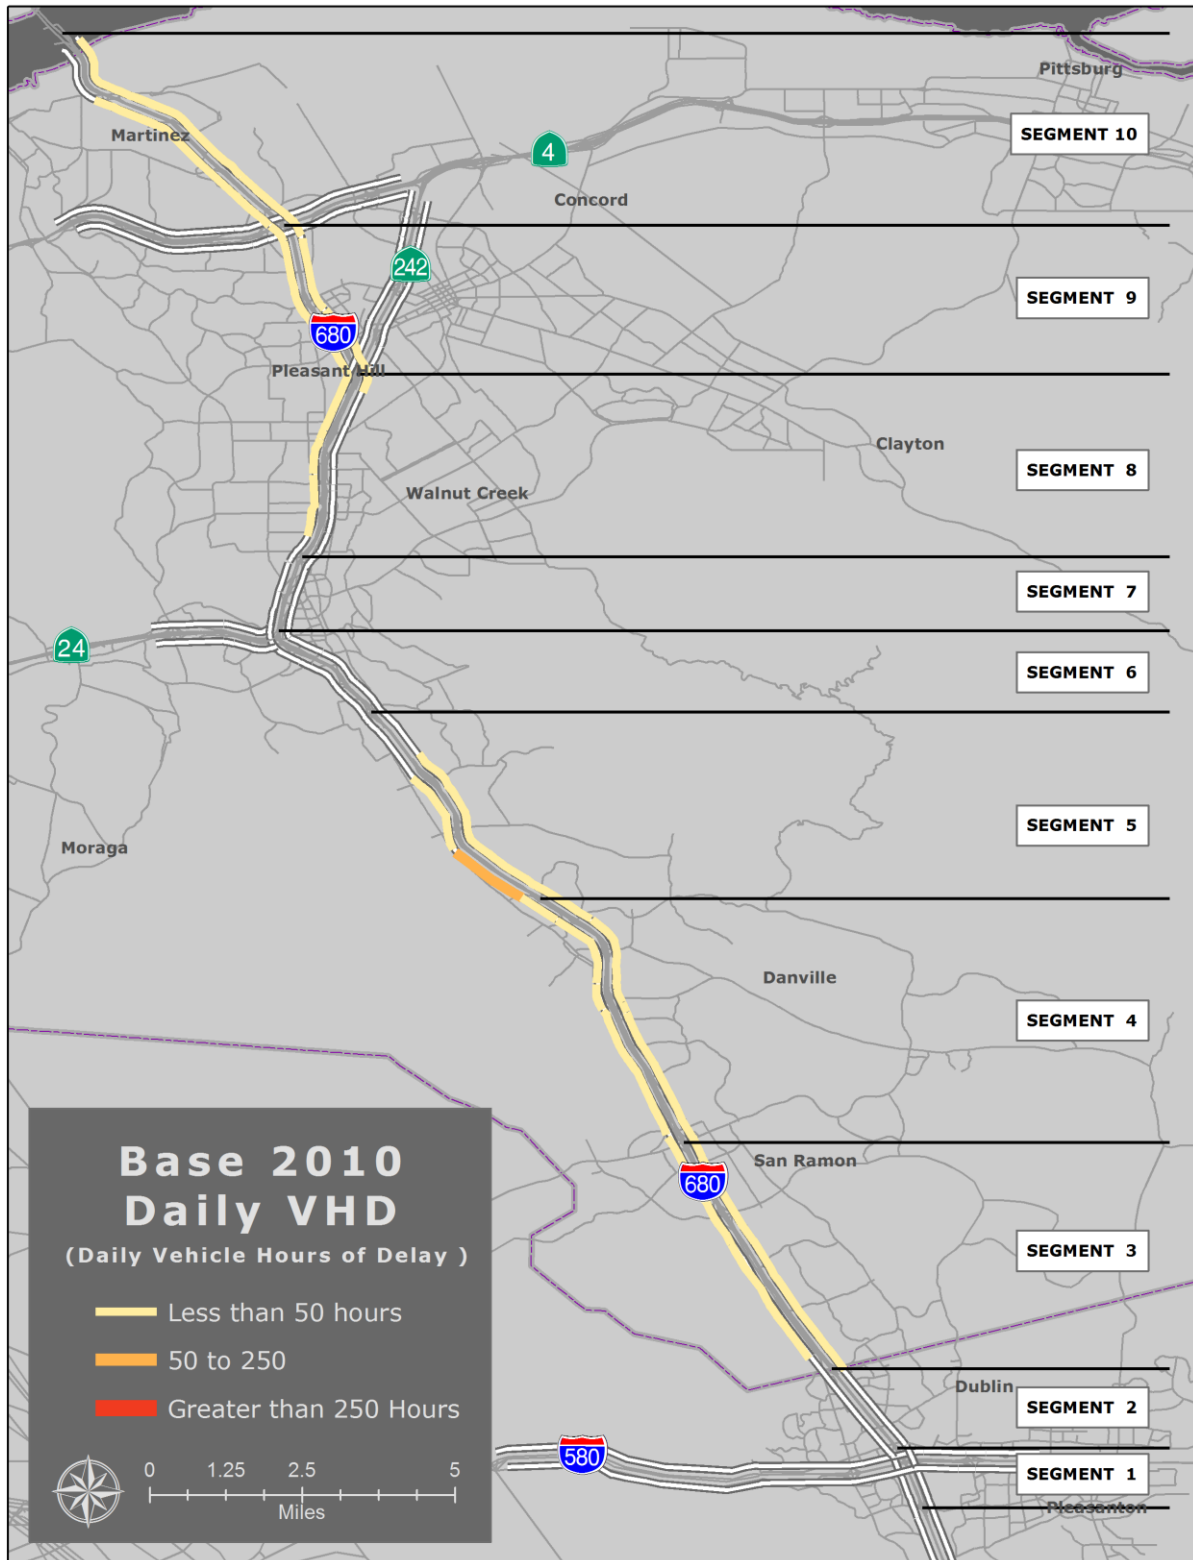 Pittsburg
Martinez
SEGMENT 10
4
Concord
242
SEGMENT 9
680
Pleasant Hill
Clayton
SEGMENT 8
Walnut Creek
SEGMENT 7
24
SEGMENT 6
SEGMENT 5
Moraga
Danville
SEGMENT 4
San Ramon
680
SEGMENT 3
Dublin
SEGMENT 2
580
SEGMENT 1
Pleasanton
Base 2010
Daily VHD
(Daily Vehicle Hours of Delay )
Less than 50 hours
50 to 250
Greater than 250 Hours
0 1.25 2.5 5
Miles